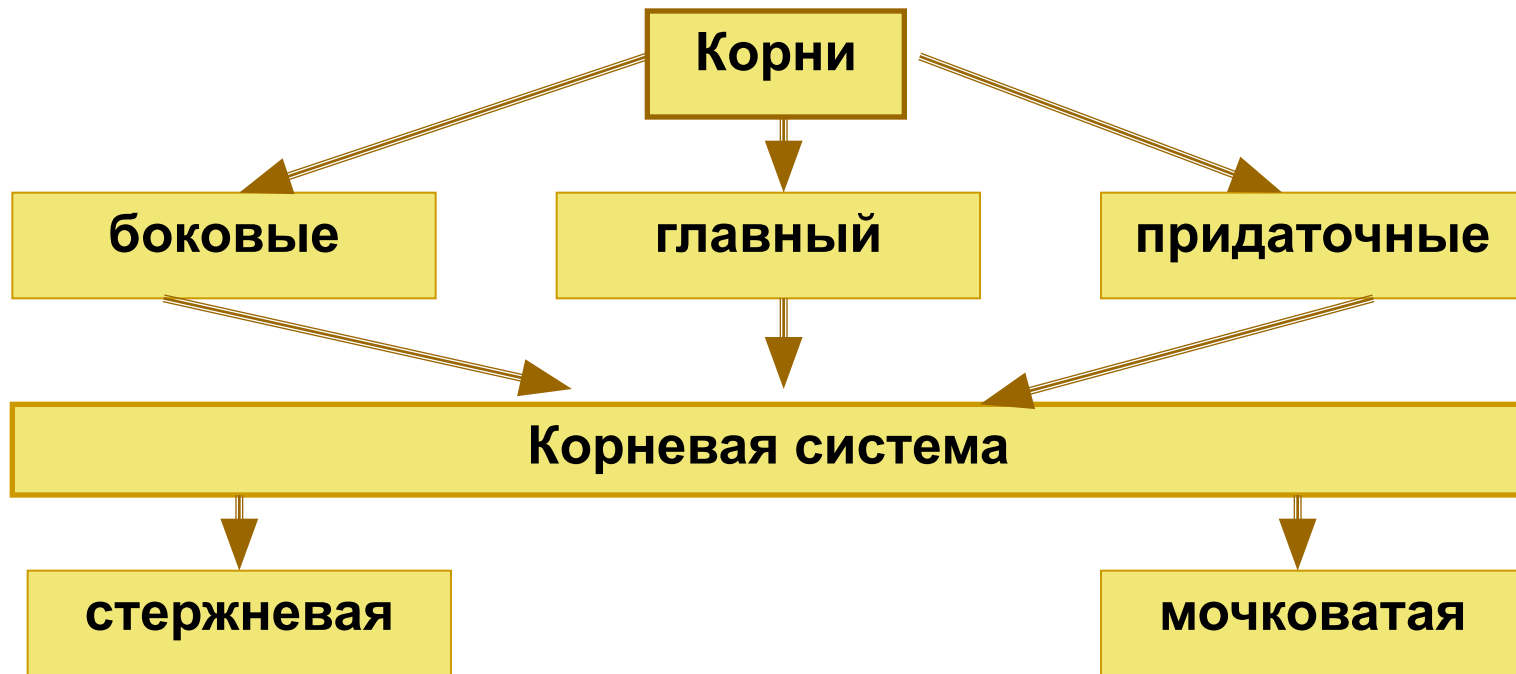 Корни
боковые
главный
придаточные
Корневая система
стержневая
мочковатая